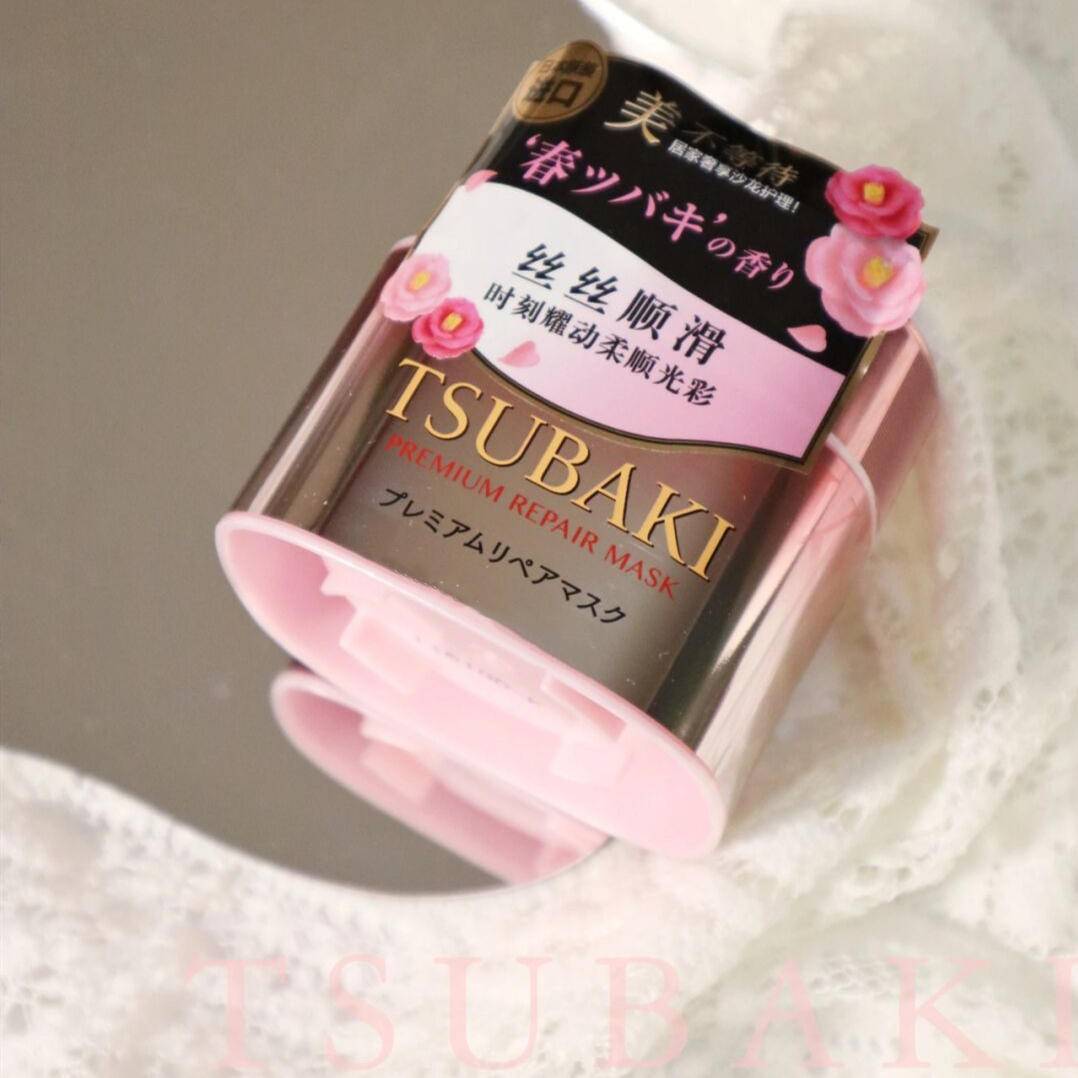 进口
美不等待
居家奢享沙龙护理!
'春ツバキ'の香り
丝丝顺滑
时刻耀动柔顺光彩
TSUBAKI
PREMIUM REPAIR MASK
プレミアムリペアマスク
TSUBAKI